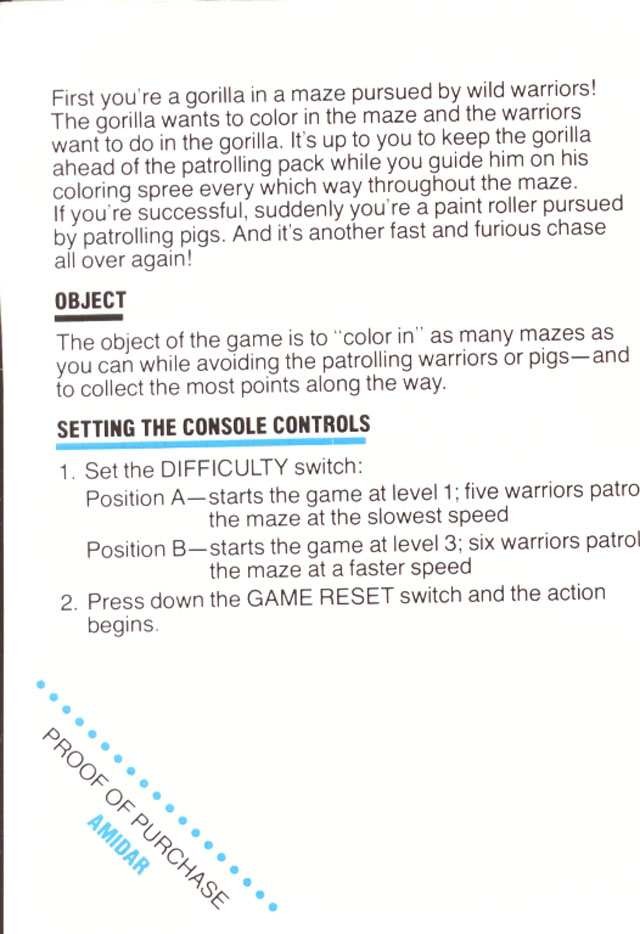 First you're a gorilla in a maze pursued by wild warriors!
The gorilla wants to color in the maze and the warriors
want to do in the gorilla. It's up to you to keep the gorilla
ahead of the patrolling pack while you guide him on his
coloring spree every which way throughout the maze.
If you're successful, suddenly you're a paint roller pursued
by patrolling pigs. And it's another fast and furious chase
all over again!
OBJECT
The object of the game is to "color in" as many mazes as
you can while avoiding the patrolling warriors or pigs—and
to collect the most points along the way.
SETTING THE CONSOLE CONTROLS
1. Set the DIFFICULTY switch:
Position A—starts the game at level 1; five warriors patro
the maze at the slowest speed
Position B—starts the game at level 3; six warriors patrol
the maze at a faster speed
2. Press down the GAME RESET switch and the action
begins.
PROOF OF PURCHASE
AMIDAR